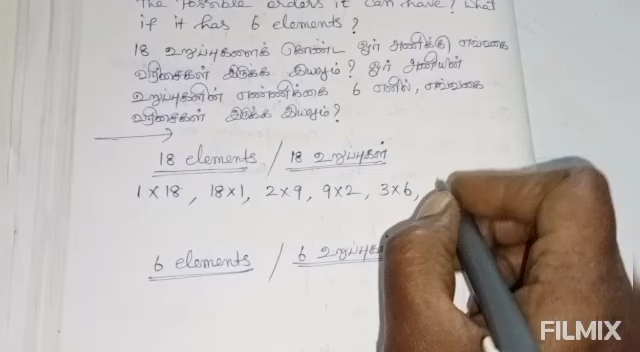 The Possible orders it can have? What
if it has 6 elements?
18 உறுப்புகளைக் கொண்ட ஓர் அணிக்கு எவ்வகை
வரிசைகள் இருக்க இயலும்? ஓர் அணியின்
உறுப்புகளின் எண்ணிக்கை 6 எனில், எவ்வகை
வரிசைகள் இருக்க இயலும்?
18 elements / 18 உறுப்புகள்
1×18, 18×1, 2×9, 9×2, 3×6,
6 elements / 6
FILMIX